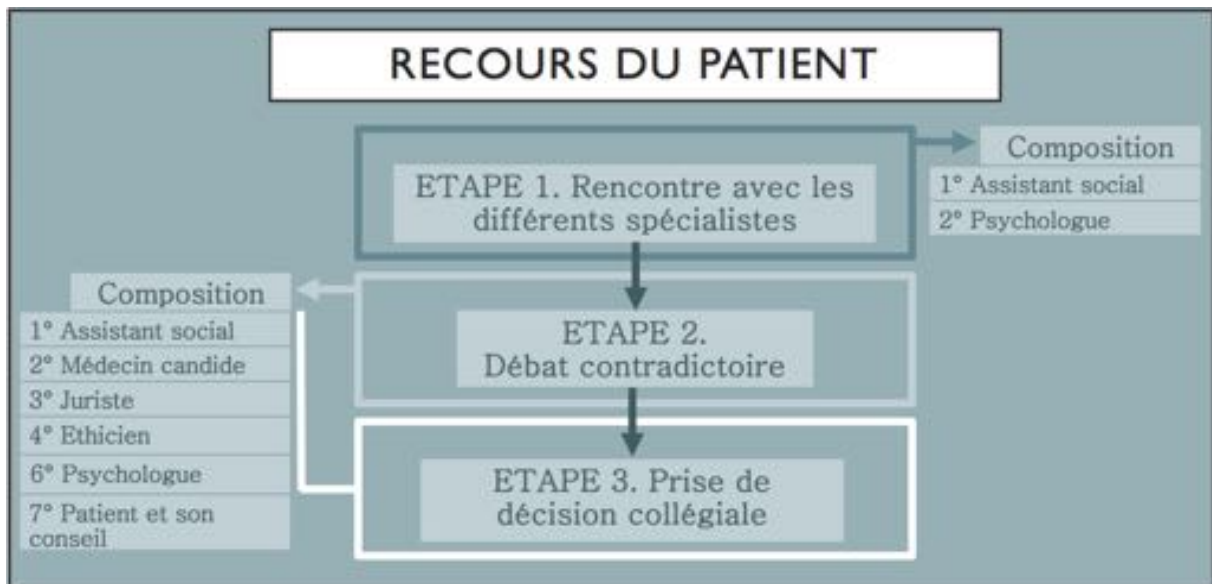 RECOURS DU PATIENT
ETAPE 1. Rencontre avec les
différents spécialistes
Composition
1° Assistant social
2° Psychologue
Composition
1° Assistant social
2° Médecin candide
3° Juriste
4° Ethicien
6° Psychologue
7° Patient et son
conseil
ETAPE 2.
Débat contradictoire
ETAPE 3. Prise de
décision collégiale